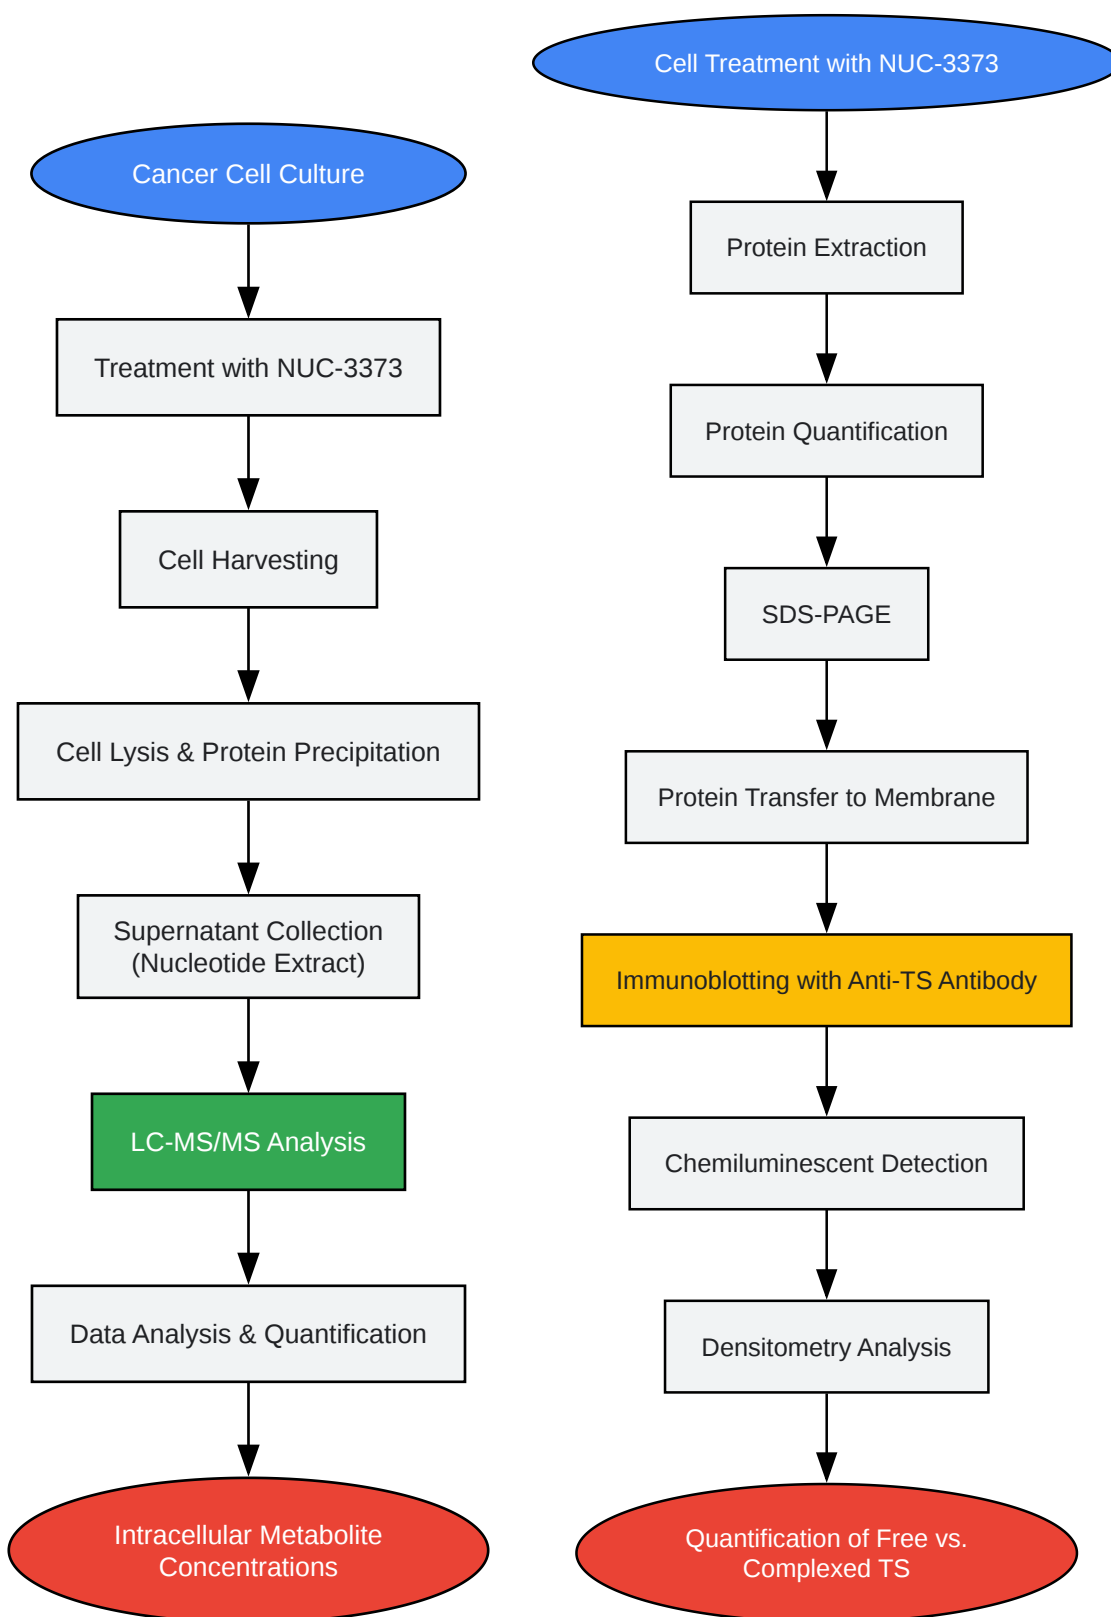 Cancer Cell Culture
Treatment with NUC-3373
Cell Harvesting
Cell Lysis & Protein Precipitation
Supernatant Collection
(Nucleotide Extract)
LC-MS/MS Analysis
Data Analysis & Quantification
Intracellular Metabolite
Concentrations
Cell Treatment with NUC-3373
Protein Extraction
Protein Quantification
SDS-PAGE
Protein Transfer to Membrane
Immunoblotting with Anti-TS Antibody
Chemiluminescent Detection
Densitometry Analysis
Quantification of Free vs.
Complexed TS